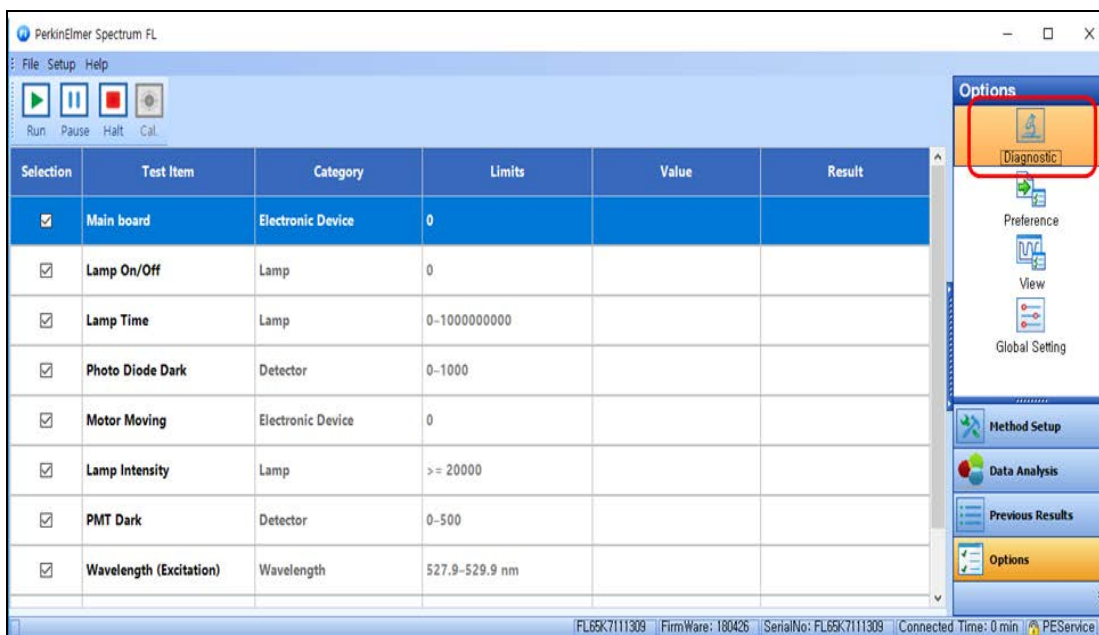 PerkinElmer Spectrum FL
File Setup Help
Run Pause Halt Cal.
Selection Test Item Category Limits Value Result
Main board Electronic Device 0
Lamp On/Off Lamp 0
Lamp Time Lamp 0-1000000000
Photo Diode Dark Detector 0-1000
Motor Moving Electronic Device 0
Lamp Intensity Lamp >= 20000
PMT Dark Detector 0-500
Wavelength (Excitation) Wavelength 527.9-529.9 nm
Options
Diagnostic
Preference
View
Global Setting
Method Setup
Data Analysis
Previous Results
Options
FL65K7111309 FirmWare: 180426 SerialNo: FL65K7111309 Connected Time: 0 min PEService